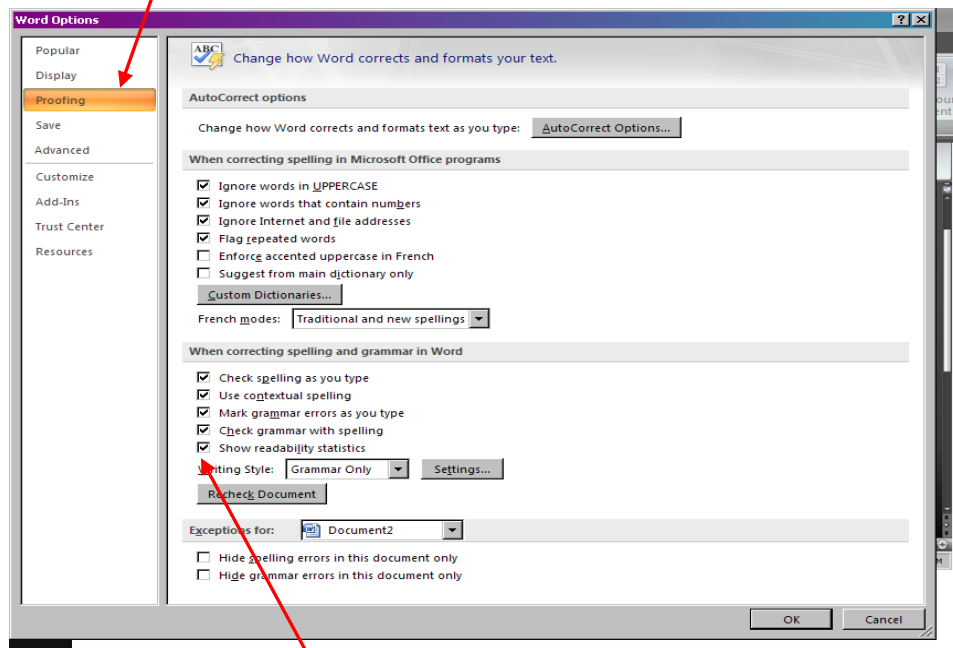 Word Options
Popular
Display
Proofing
Save
Advanced
Customize
Add-Ins
Trust Center
Resources
ABC
Change how Word corrects and formats your text.
AutoCorrect options
Change how Word corrects and formats text as you type: AutoCorrect Options...
When correcting spelling in Microsoft Office programs
Ignore words in UPPERCASE
Ignore words that contain numbers
Ignore Internet and file addresses
Flag repeated words
Enforce accented uppercase in French
Suggest from main dictionary only
Custom Dictionaries...
French modes: Traditional and new spellings
When correcting spelling and grammar in Word
Check spelling as you type
Use contextual spelling
Mark grammar errors as you type
Check grammar with spelling
Show readability statistics
Writing Style: Grammar Only Settings...
Recheck Document
Exceptions for: Document2
Hide spelling errors in this document only
Hide grammar errors in this document only
OK Cancel